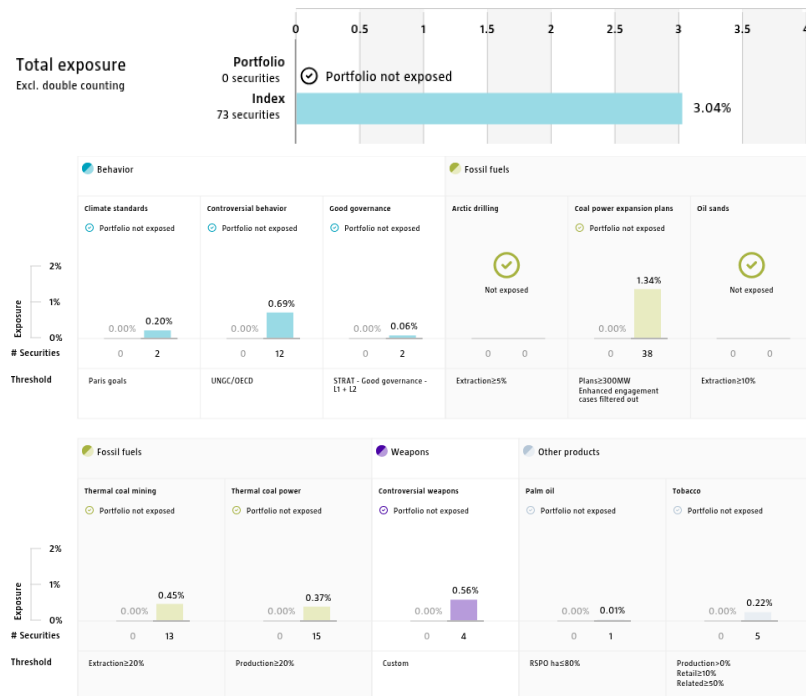 0 0.5 1 1.5 2 2.5 3 3.5 4
Total exposure
Excl. double counting
Portfolio
0 securities
Portfolio not exposed
Index
73 securities
3.04%
Behavior
Fossil fuels
Climate standards
Controversial behavior
Good governance
Arctic drilling
Coal power expansion plans
Oil sands
Portfolio not exposed
Portfolio not exposed
Portfolio not exposed
Portfolio not exposed
Not exposed
Not exposed
Exposure
2%
1%
0%
0.00% 0.20%
0.00% 0.69%
0.00% 0.06%
0.00% 1.34%
# Securities
0 2
0 12
0 2
0 0
0 38
0 0
Threshold
Paris goals
UNGC/OECD
STRAT - Good governance -
L1 + L2
Extraction≥5%
Plans≥300MW
Enhanced engagement
cases filtered out
Extraction≥10%
Fossil fuels
Weapons
Other products
Thermal coal mining
Thermal coal power
Controversial weapons
Palm oil
Tobacco
Portfolio not exposed
Portfolio not exposed
Portfolio not exposed
Portfolio not exposed
Portfolio not exposed
Exposure
2%
1%
0%
0.00% 0.45%
0.00% 0.37%
0.00% 0.56%
0.00% 0.01%
0.00% 0.22%
# Securities
0 13
0 15
0 4
0 1
0 5
Threshold
Extraction≥20%
Production≥20%
Custom
RSPO ha≤80%
Production>0%
Retail≥10%
Related≥50%